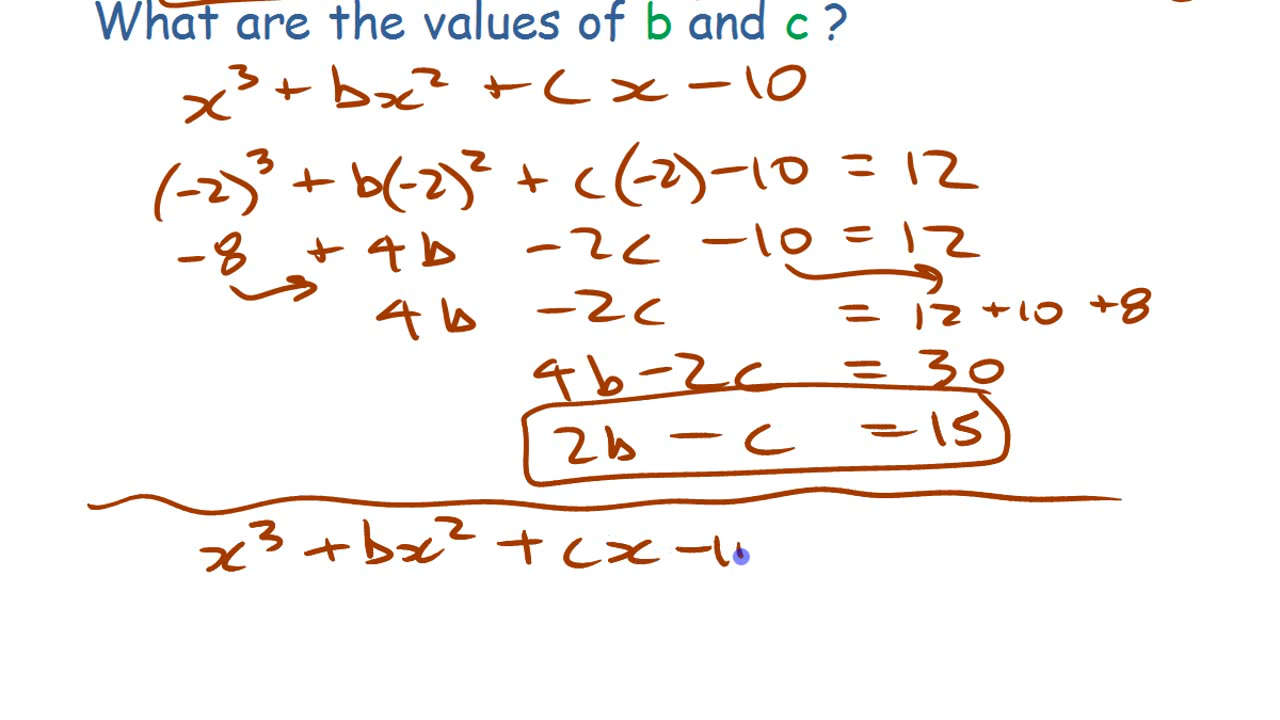 What are the values of b and c ?
x³ + bx² + cx - 10
(-2)³ + b(-2)² + c(-2) - 10 = 12
-8 + 4b - 2c - 10 = 12
4b - 2c = 12 + 10 + 8
4b - 2c = 30
2b - c = 15
x³ + bx² + cx - 1